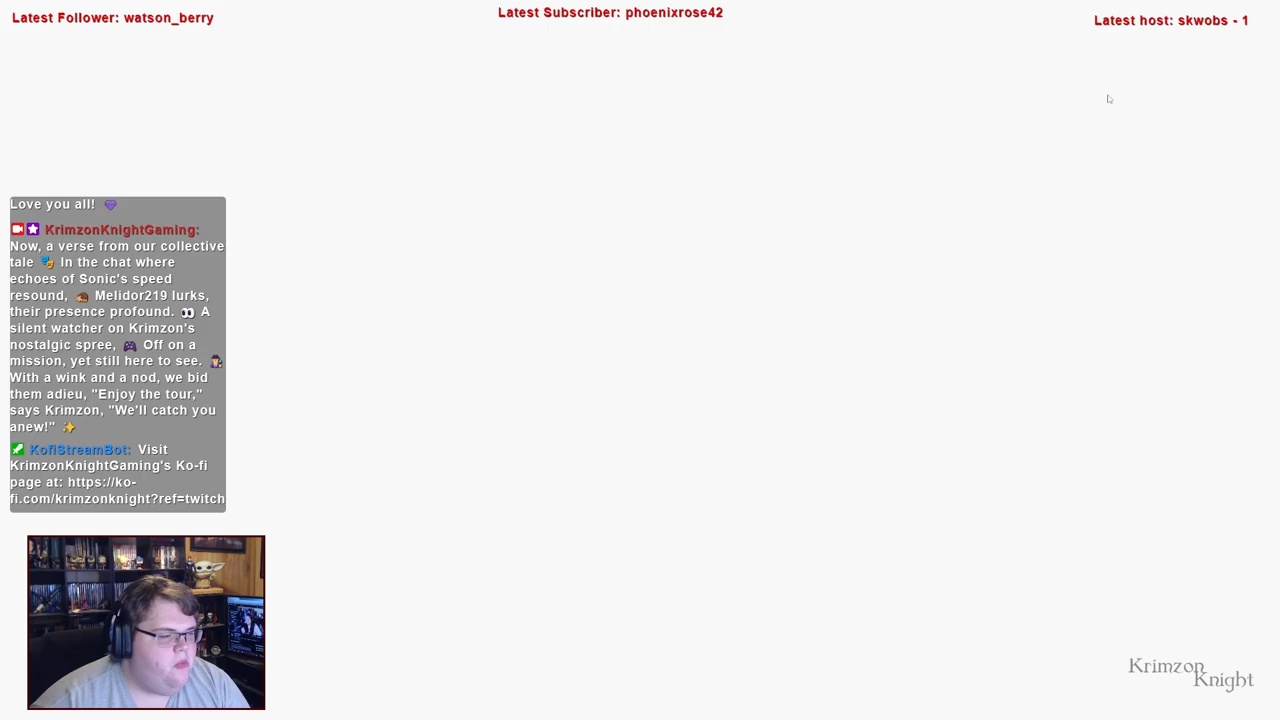 Latest Follower: watson_berry
Latest Subscriber: phoenixrose42
Latest host: skwobs - 1
Love you all! 💜
KrimzonKnightGaming:
Now, a verse from our collective
tale 🎭 In the chat where
echoes of Sonic's speed
resound, 🦔 Melidor219 lurks,
their presence profound. 👀 A
silent watcher on Krimzon's
nostalgic spree, 🎮 Off on a
mission, yet still here to see. 🕵️‍♀️
With a wink and a nod, we bid
them adieu, "Enjoy the tour,"
says Krimzon, "We'll catch you
anew!" ✨
KofiStreamBot: Visit
KrimzonKnightGaming's Ko-fi
page at: https://ko-
fi.com/krimzonknight?ref=twitch
Krimzon
Knight